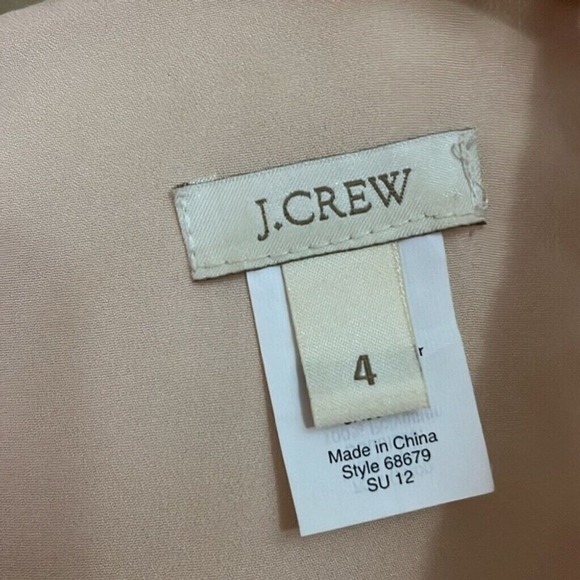 J.CREW
4
Made in China
Style 68679
SU 12